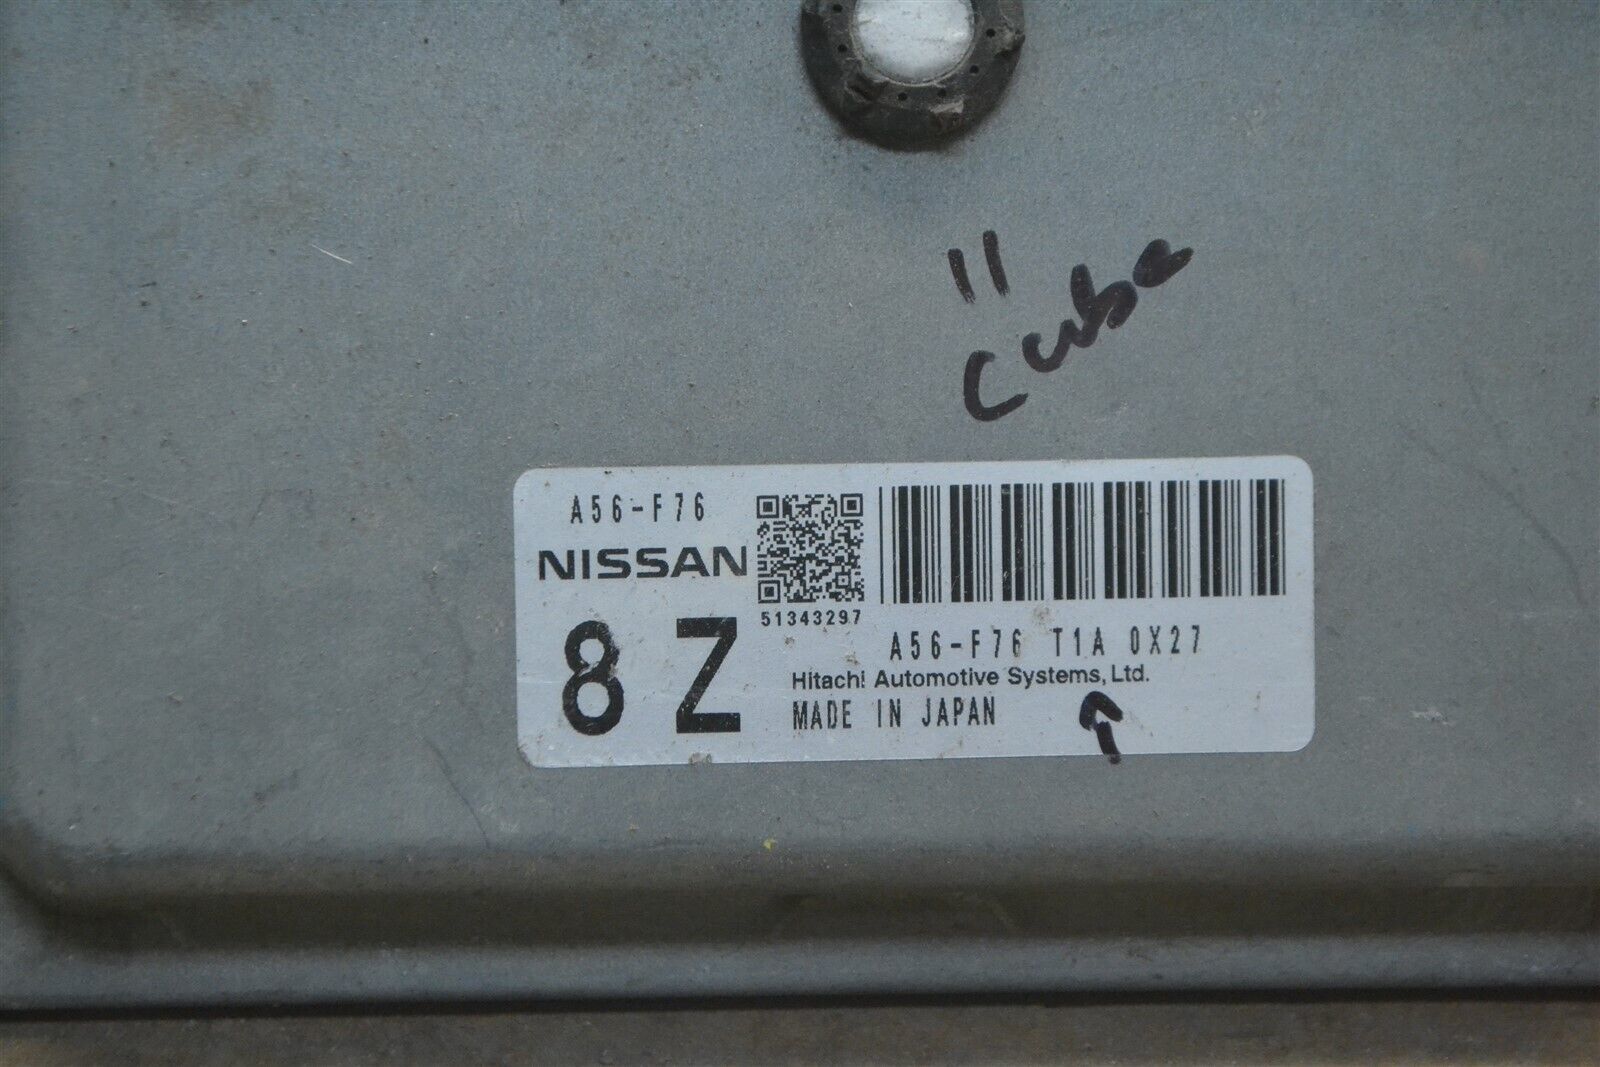 11
Cube
A56-F76
NISSAN
8Z
51343297
A56-F76 T1A 0X27
Hitachi Automotive Systems, Ltd.
MADE IN JAPAN